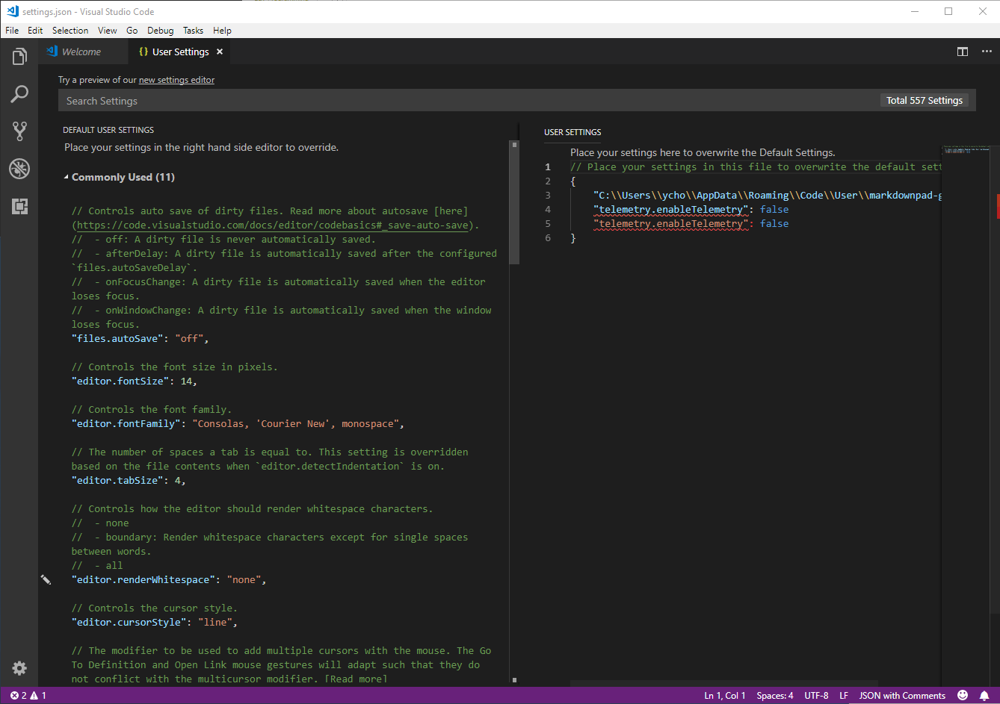 settings.json - Visual Studio Code
File Edit Selection View Go Debug Tasks Help
Welcome
{} User Settings ×
Try a preview of our new settings editor
Search Settings
Total 557 Settings
DEFAULT USER SETTINGS
Place your settings in the right hand side editor to override.
Commonly Used (11)
// Controls auto save of dirty files. Read more about autosave [here]
(https://code.visualstudio.com/docs/editor/codebasics#_save-auto-save).
//  - off: A dirty file is never automatically saved.
//  - afterDelay: A dirty file is automatically saved after the configured
`files.autoSaveDelay`.
//  - onFocusChange: A dirty file is automatically saved when the editor
loses focus.
//  - onWindowChange: A dirty file is automatically saved when the window
loses focus.
"files.autoSave": "off",
// Controls the font size in pixels.
"editor.fontSize": 14,
// Controls the font family.
"editor.fontFamily": "Consolas, 'Courier New', monospace",
// The number of spaces a tab is equal to. This setting is overridden
based on the file contents when `editor.detectIndentation` is on.
"editor.tabSize": 4,
// Controls how the editor should render whitespace characters.
//  - none
//  - boundary: Render whitespace characters except for single spaces
between words.
//  - all
"editor.renderWhitespace": "none",
// Controls the cursor style.
"editor.cursorStyle": "line",
// The modifier to be used to add multiple cursors with the mouse. The Go
To Definition and Open Link mouse gestures will adapt such that they do
not conflict with the multicursor modifier. [Read more]
USER SETTINGS
Place your settings here to overwrite the Default Settings.
1 // Place your settings in this file to overwrite the default sett
2 {
3 "C:\\Users\\ycho\\AppData\\Roaming\\Code\\User\\markdownpad-g
4 "telemetry.enableTelemetry": false
5 "telemetry.enableTelemetry": false
6 }
2 1
Ln 1, Col 1 Spaces: 4 UTF-8 LF JSON with Comments